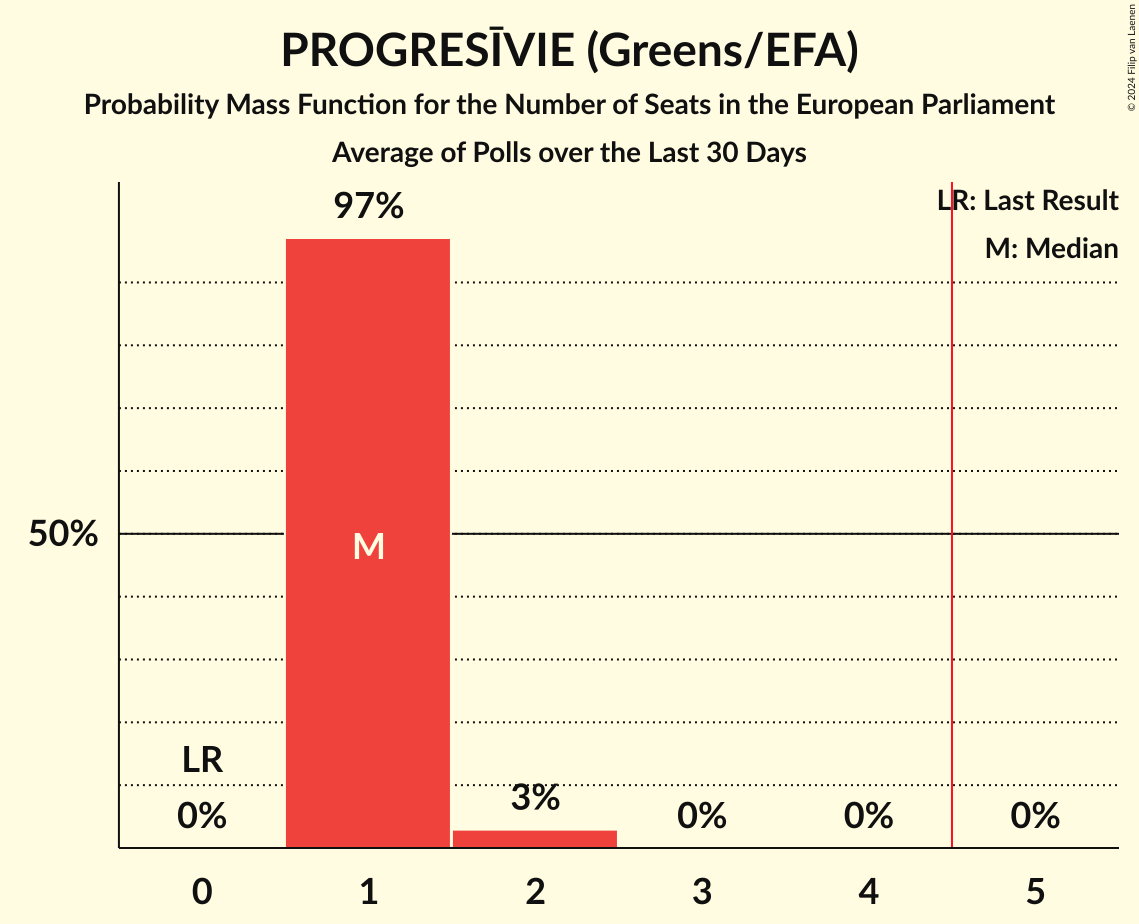 PROGRESĪVIE (Greens/EFA)
Probability Mass Function for the Number of Seats in the European Parliament
Average of Polls over the Last 30 Days
© 2024 Filip van Laenen
LR: Last Result
M: Median
97%
50%
M
LR
0%
3%
0%
0%
0%
0
1
2
3
4
5